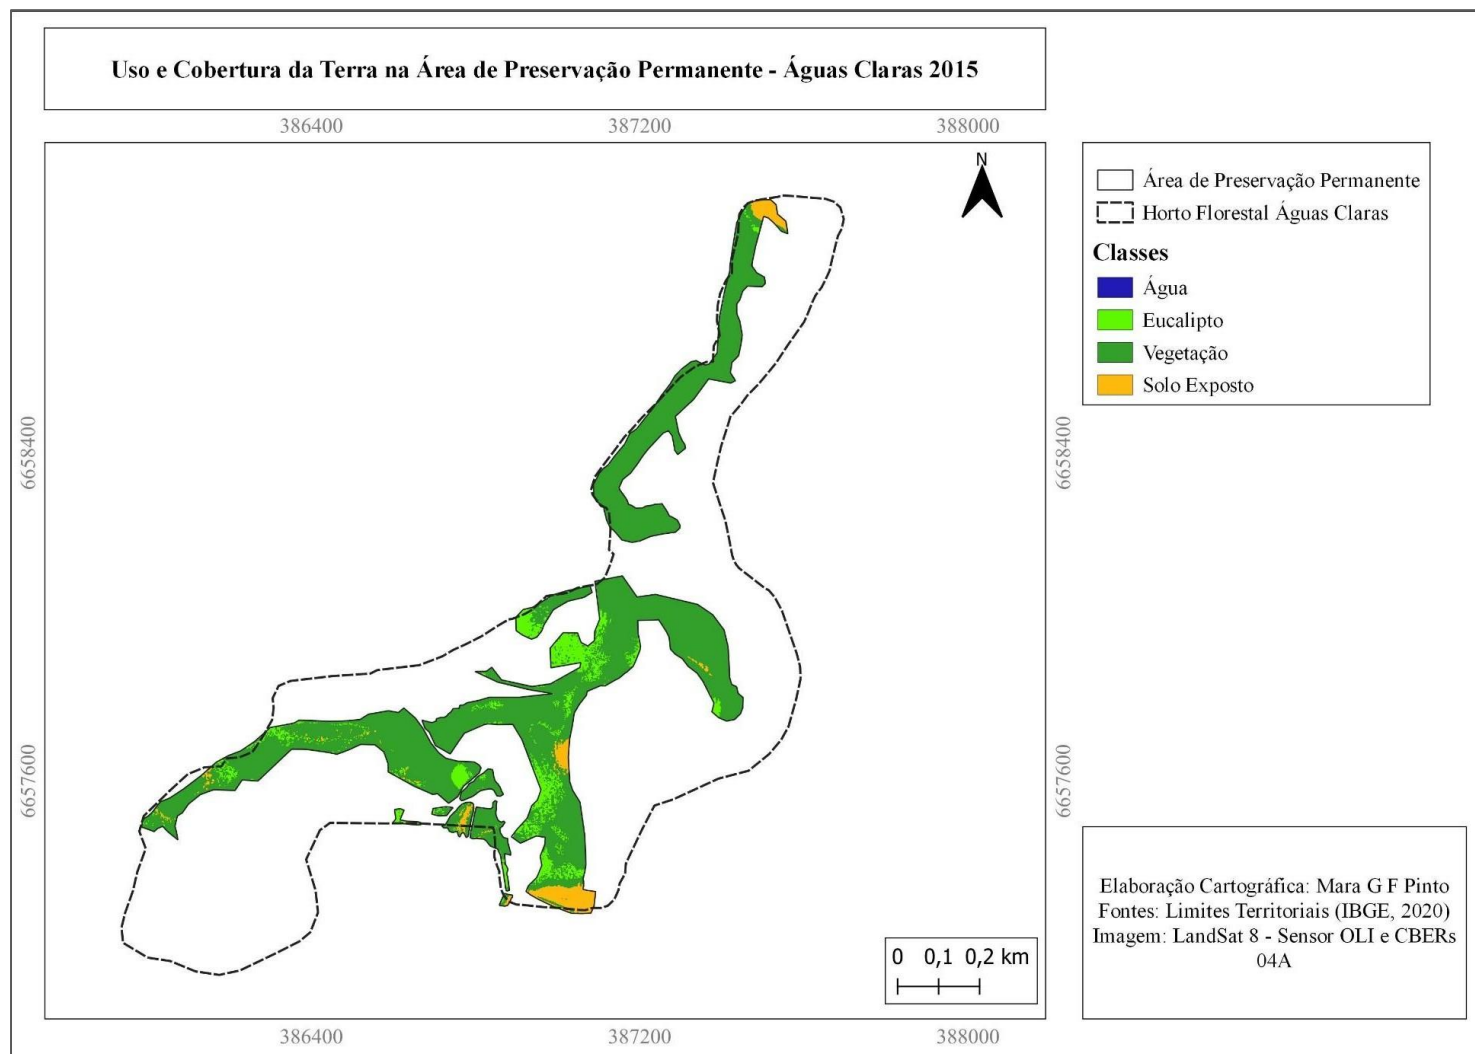 Uso e Cobertura da Terra na Área de Preservação Permanente - Águas Claras 2015
386400 387200 388000
N
Área de Preservação Permanente
Horto Florestal Águas Claras
Classes
Água
Eucalipto
Vegetação
Solo Exposto
6658400
6658400
6657600
6657600
Elaboração Cartográfica: Mara G F Pinto
Fontes: Limites Territoriais (IBGE, 2020)
Imagem: LandSat 8 - Sensor OLI e CBERs
04A
0 0,1 0,2 km
386400 387200 388000